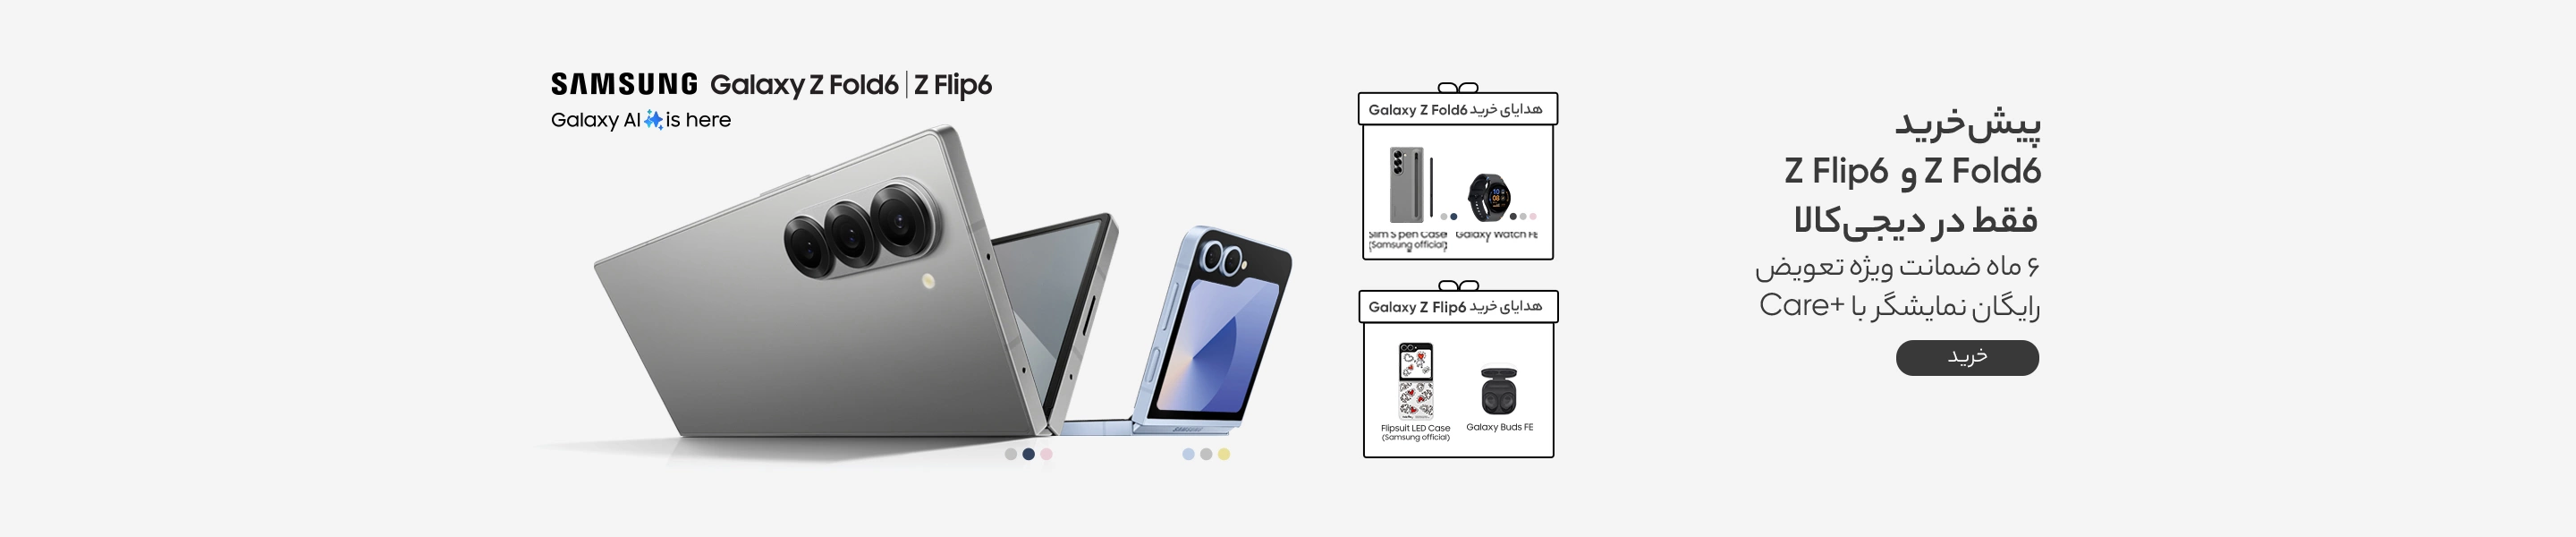 SAMSUNG Galaxy Z Fold6 | Z Flip6
Galaxy AI is here
هدایای خرید Galaxy Z Fold6
Slim S pen Case
(Samsung official)
Galaxy Watch FE
هدایای خرید Galaxy Z Flip6
Flipsuit LED Case
(Samsung official)
Galaxy Buds FE
پیش‌خرید
Z Fold6 و Z Flip6
فقط در دیجی‌کالا
۶ ماه ضمانت ویژه تعویض
رایگان نمایشگر با +Care
خرید
SAMSUNG